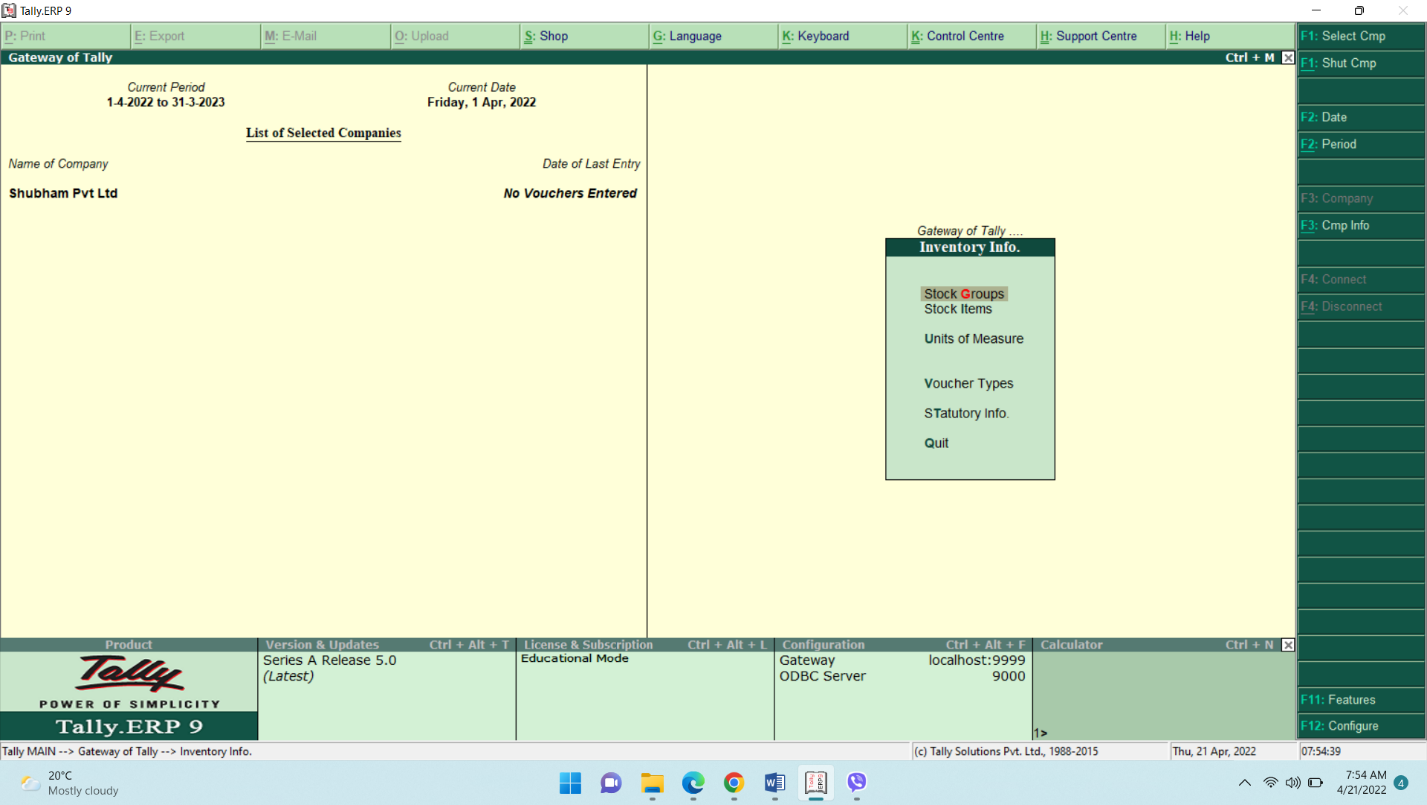 Tally.ERP 9
P: Print E: Export M: E-Mail O: Upload S: Shop G: Language K: Keyboard K: Control Centre H: Support Centre H: Help
Gateway of Tally Ctrl + M
Current Period Current Date
1-4-2022 to 31-3-2023 Friday, 1 Apr, 2022
List of Selected Companies
Name of Company Date of Last Entry
Shubham Pvt Ltd No Vouchers Entered
Gateway of Tally ....
Inventory Info.
Stock Groups
Stock Items
Units of Measure
Voucher Types
STatutory Info.
Quit
F1: Select Cmp
F1: Shut Cmp
F2: Date
F2: Period
F3: Company
F3: Cmp Info
F4: Connect
F4: Disconnect
F11: Features
F12: Configure
Product
Tally
POWER OF SIMPLICITY
Tally.ERP 9
Version & Updates Ctrl + Alt + T
Series A Release 5.0
(Latest)
License & Subscription Ctrl + Alt + L
Educational Mode
Configuration Ctrl + Alt + F
Gateway localhost:9999
ODBC Server 9000
Calculator Ctrl + N
1>
Tally MAIN --> Gateway of Tally --> Inventory Info. (c) Tally Solutions Pvt. Ltd., 1988-2015 Thu, 21 Apr, 2022 07:54:39
20°C
Mostly cloudy
7:54 AM
4/21/2022
4